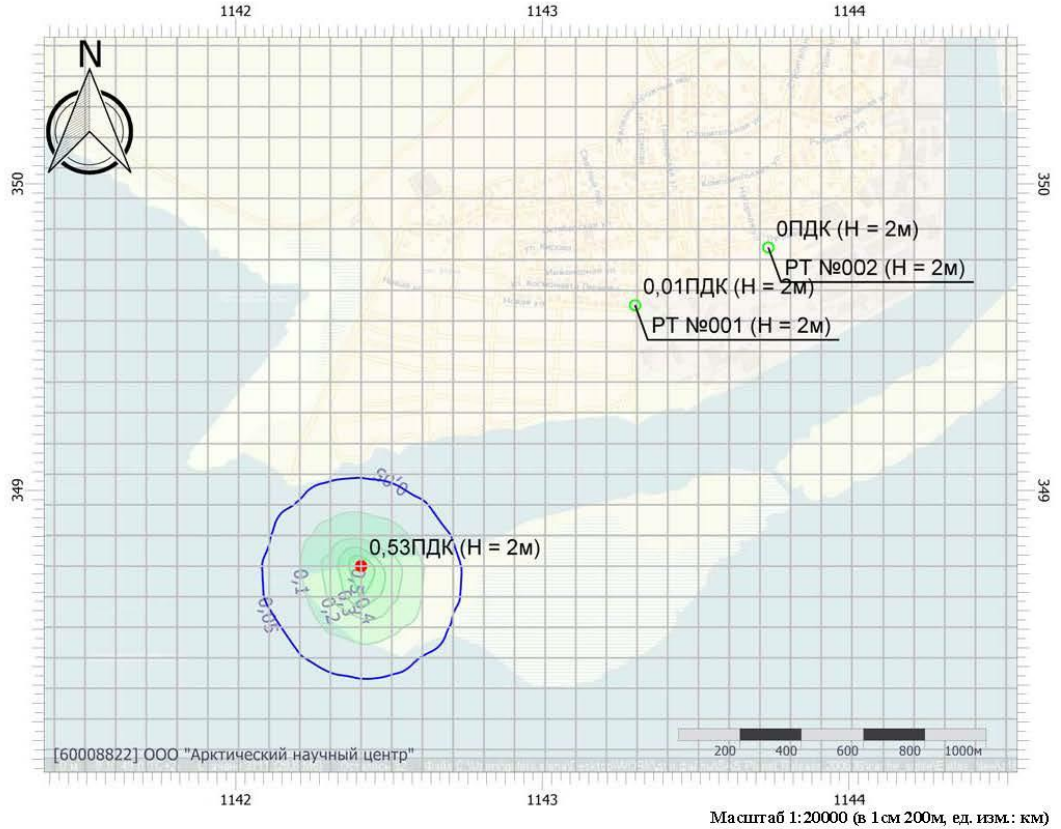 1142
1143
1144
N
350
350
0ПДК (H = 2м)
РТ №002 (H = 2м)
0,01ПДК (H = 2м)
РТ №001 (H = 2м)
349
349
0,05
0,53ПДК (H = 2м)
0,1
0,2
0,3
0,4
0,5
0,05
[60008822] ООО "Арктический научный центр"
200
400
600
800
1000м
1142
1143
1144
Масштаб 1:20000 (в 1см 200м, ед. изм.: км)